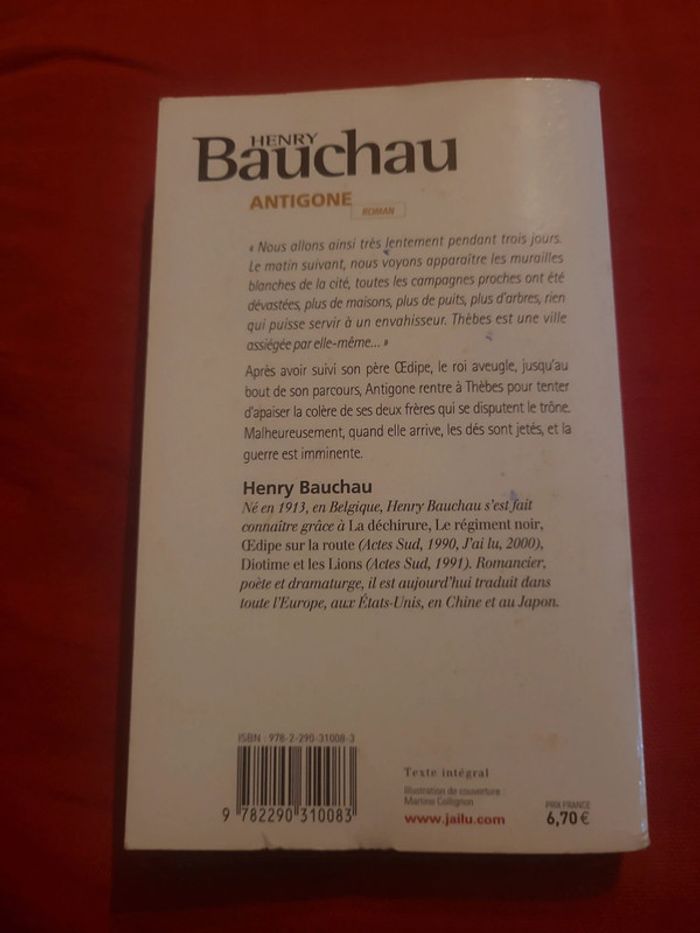 HENRY
Bauchau
ANTIGONE
ROMAN
« Nous allons ainsi très lentement pendant trois jours.
Le matin suivant, nous voyons apparaître les murailles
blanches de la cité, toutes les campagnes proches ont été
dévastées, plus de maisons, plus de puits, plus d'arbres, rien
qui puisse servir à un envahisseur. Thèbes est une ville
assiégée par elle-même... »
Après avoir suivi son père Œdipe, le roi aveugle, jusqu'au
bout de son parcours, Antigone rentre à Thèbes pour tenter
d'apaiser la colère de ses deux frères qui se disputent le trône.
Malheureusement, quand elle arrive, les dés sont jetés, et la
guerre est imminente.
Henry Bauchau
Né en 1913, en Belgique, Henry Bauchau s'est fait
connaître grâce à La déchirure, Le régiment noir,
Œdipe sur la route (Actes Sud, 1990, J'ai lu, 2000),
Diotime et les Lions (Actes Sud, 1991). Romancier,
poète et dramaturge, il est aujourd'hui traduit dans
toute l'Europe, aux États-Unis, en Chine et au Japon.
ISBN : 978-2-290-31008-3
9 782290 310083
Texte intégral
Illustration de couverture :
Martine Collignon
www.jailu.com
PRIX FRANCE
6,70 €